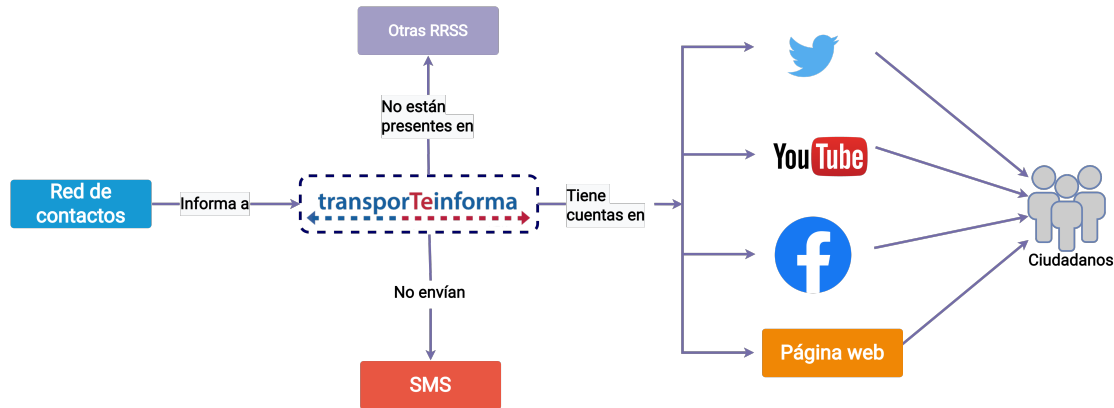 Otras RRSS
No están
presentes en
Red de
contactos
Informa a
transporTeinforma
Tiene
cuentas en
No envían
SMS
YouTube
Página web
Ciudadanos